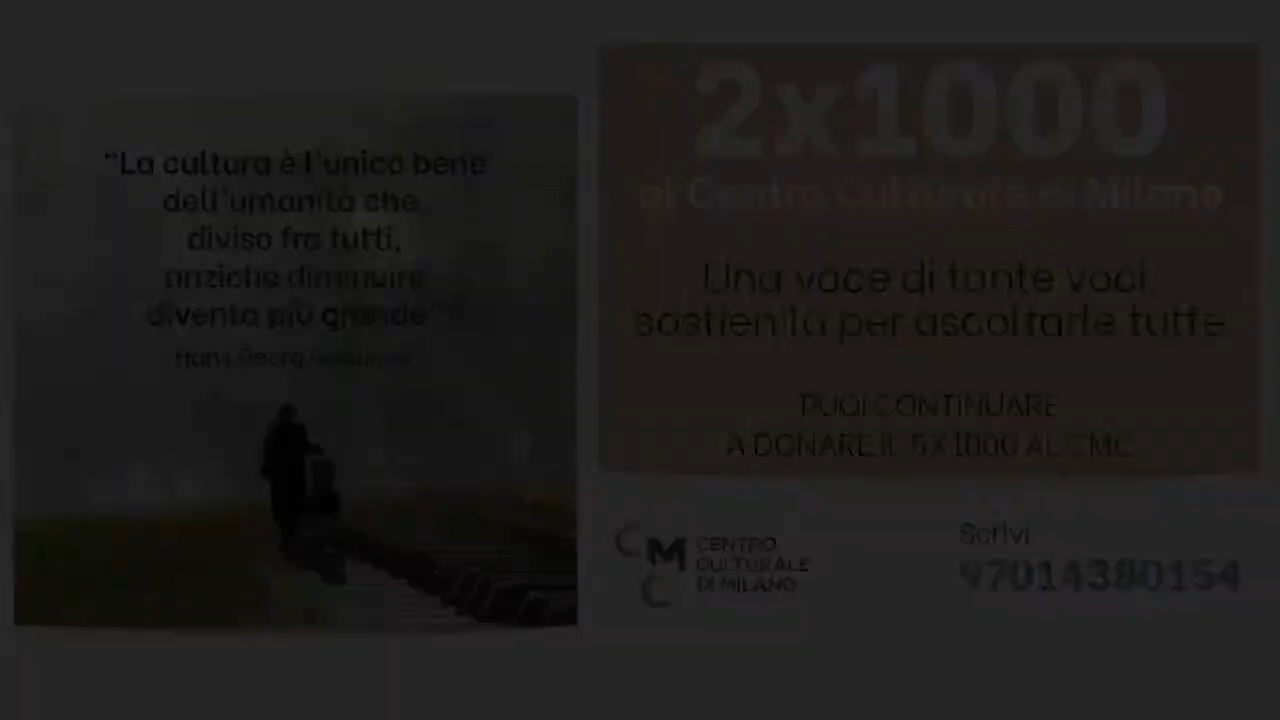 “La cultura è l'unico bene
dell'umanità che
diviso fra tutti,
anziché diminuire
diventa più grande”
Hans Georg Gadamer
2x1000
al Centro Culturale di Milano
Una voce di tante voci
sostienila per ascoltarle tutte
PUOI CONTINUARE
A DONARE IL 5X1000 AL CMC
CMC
CENTRO
CULTURALE
DI MILANO
Scrivi
97014380154